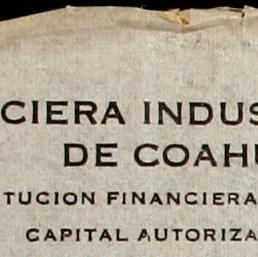 CIERA INDUS
DE COAHU
TUCION FINANCIERA
CAPITAL AUTORIZA